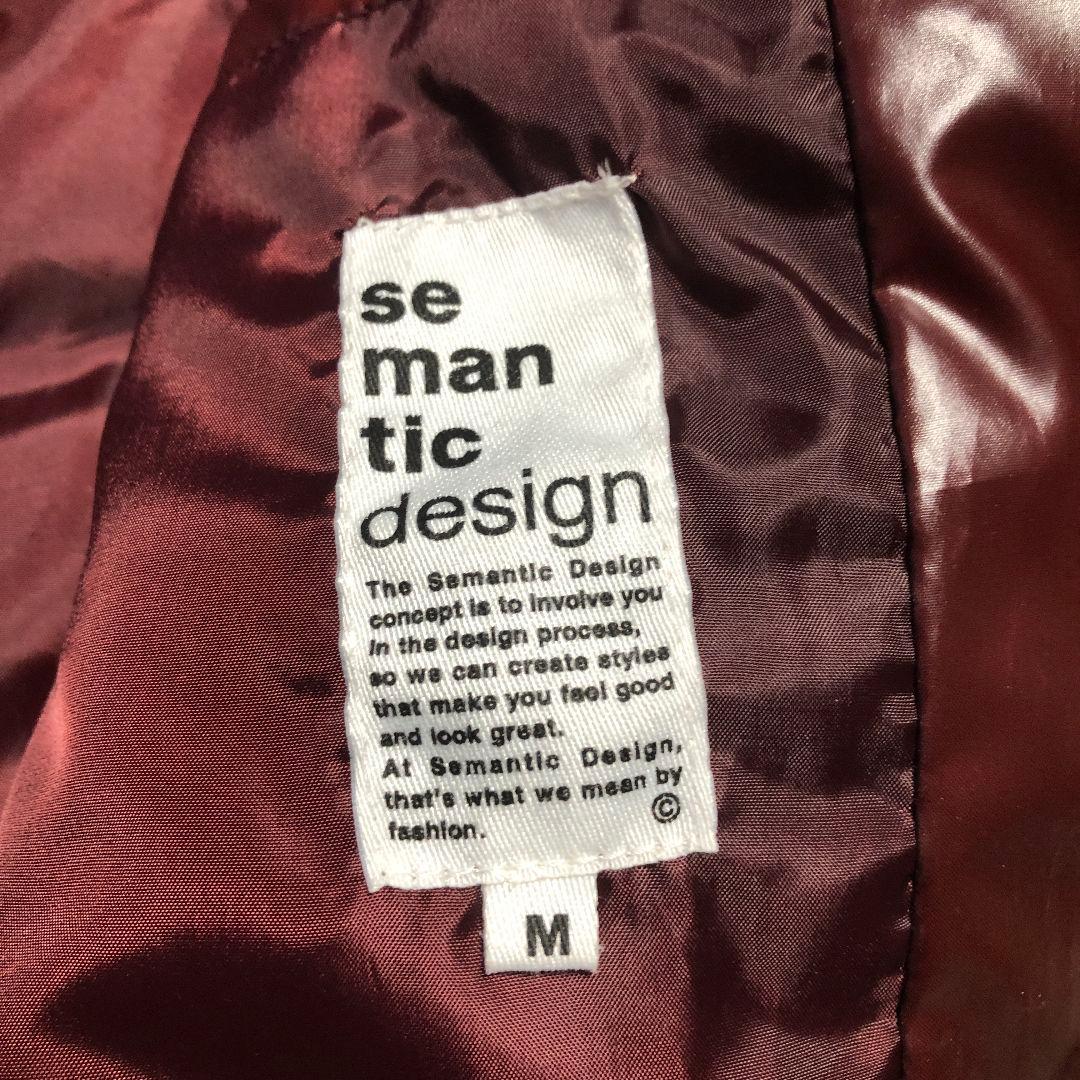 se
man
tic
design
The Semantic Design
concept is to involve you
in the design process,
so we can create styles
that make you feel good
and look great.
At Semantic Design,
that's what we mean by
fashion. ©
M